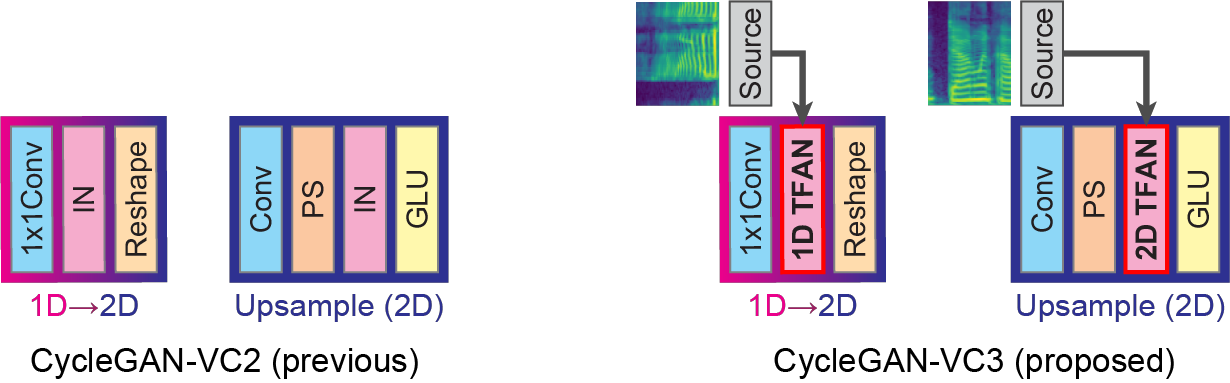 Source
Source
1x1Conv
IN
Reshape
Conv
PS
IN
GLU
1x1Conv
1D TFAN
Reshape
Conv
PS
2D TFAN
GLU
1D→2D
Upsample (2D)
1D→2D
Upsample (2D)
CycleGAN-VC2 (previous)
CycleGAN-VC3 (proposed)